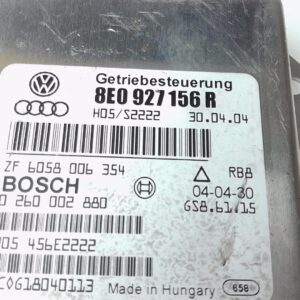 Getriebesteuerung
8E0 927 156 R
H05/S2222 30.04.04
ZF 6058 006 354
RB8
BOSCH
04-04-30
0 260 002 880
GS8.61/15
H05 456E2222
C0G18040113
Made in Hungary
658